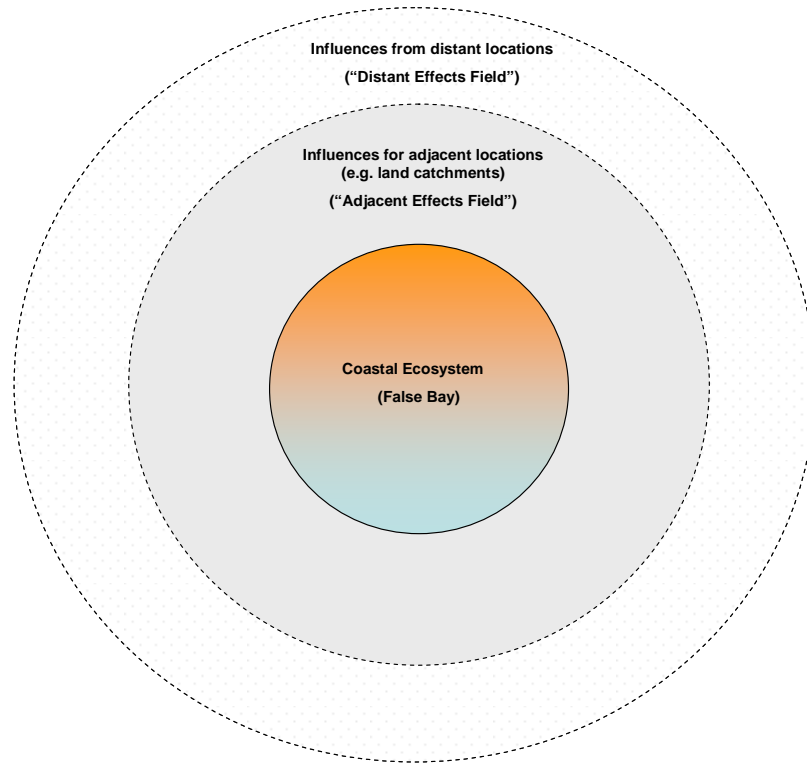 Influences from distant locations
(“Distant Effects Field”)
Influences for adjacent locations
(e.g. land catchments)
(“Adjacent Effects Field”)
Coastal Ecosystem
(False Bay)